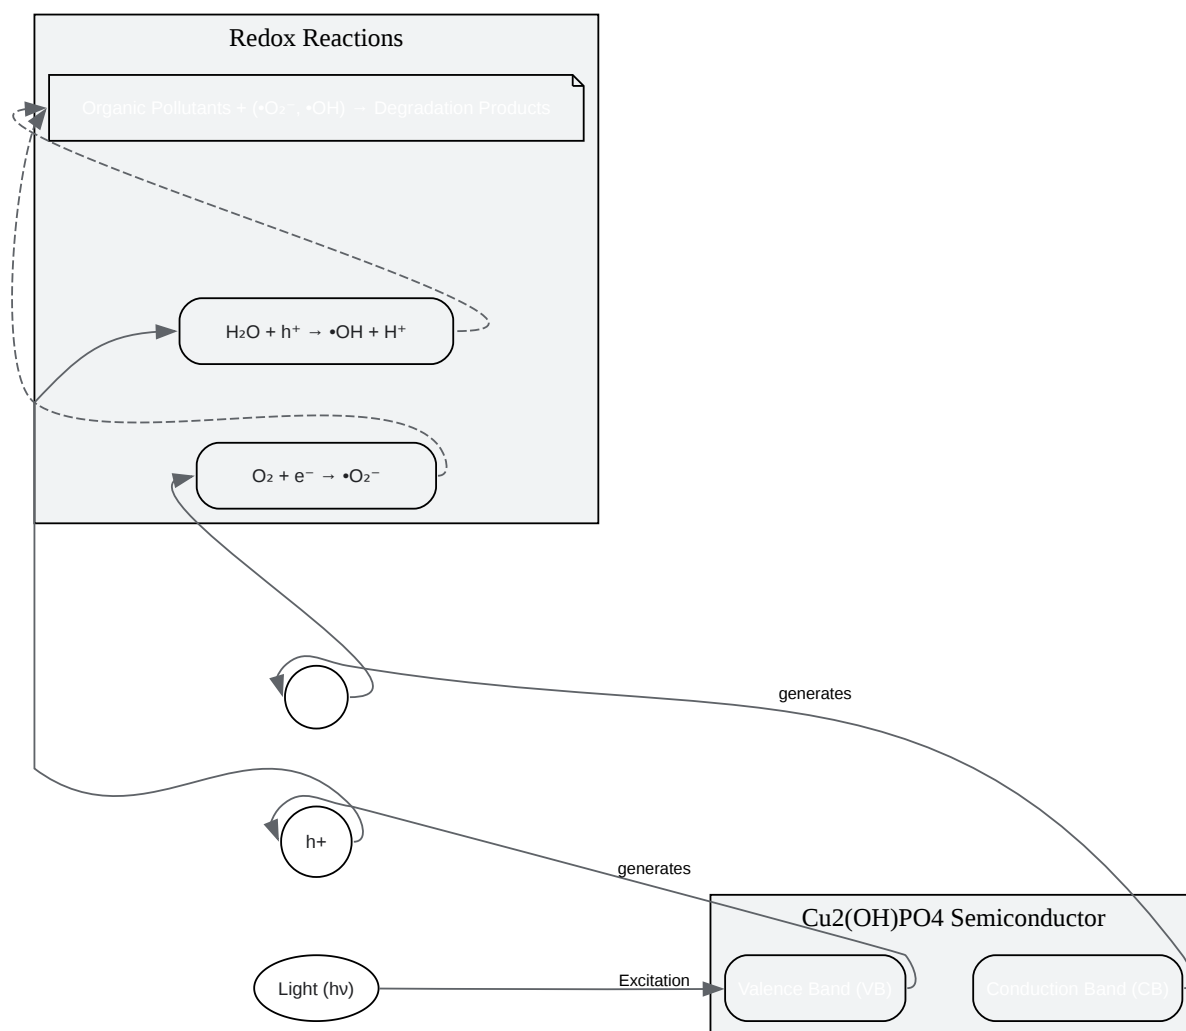 Redox Reactions
Organic Pollutants + (•O₂⁻, •OH) → Degradation Products
H₂O + h⁺ → •OH + H⁺
O₂ + e⁻ → •O₂⁻
generates
h+
generates
Cu2(OH)PO4 Semiconductor
Light (hν)
Excitation
Valence Band (VB)
Conduction Band (CB)